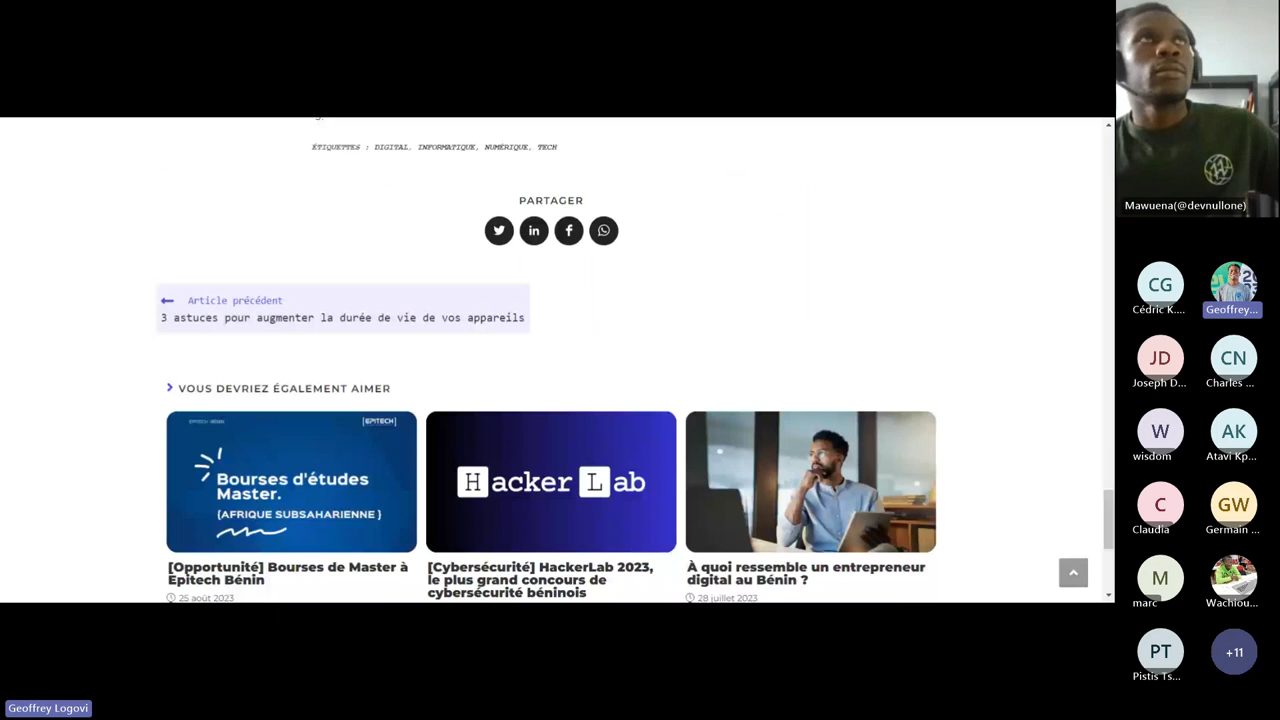 ÉTIQUETTES : DIGITAL, INFORMATIQUE, NUMÉRIQUE, TECH
PARTAGER
Article précédent
3 astuces pour augmenter la durée de vie de vos appareils
VOUS DEVRIEZ ÉGALEMENT AIMER
EPITECH BÉNIN
[EPITECH]
Bourses d'études
Master.
{AFRIQUE SUBSAHARIENNE }
Hacker Lab
[Opportunité] Bourses de Master à
Epitech Bénin
25 août 2023
[Cybersécurité] HackerLab 2023,
le plus grand concours de
cybersécurité béninois
À quoi ressemble un entrepreneur
digital au Bénin ?
28 juillet 2023
Mawuena(@devnullone)
CG
Cédric K....
Geoffrey...
JD
Joseph D...
CN
Charles ...
W
wisdom
AK
Atavi Kp...
C
Claudia
GW
Germain ...
M
marc
Wachiou...
PT
Pistis Ts...
+11
Geoffrey Logovi